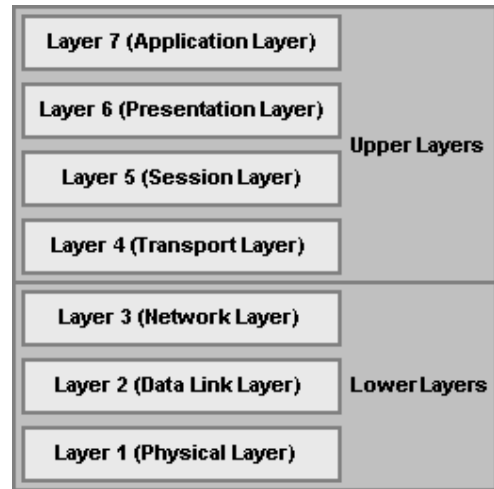 Layer 7 (Application Layer)
Layer 6 (Presentation Layer)
Upper Layers
Layer 5 (Session Layer)
Layer 4 (Transport Layer)
Layer 3 (Network Layer)
Layer 2 (Data Link Layer)
Lower Layers
Layer 1 (Physical Layer)